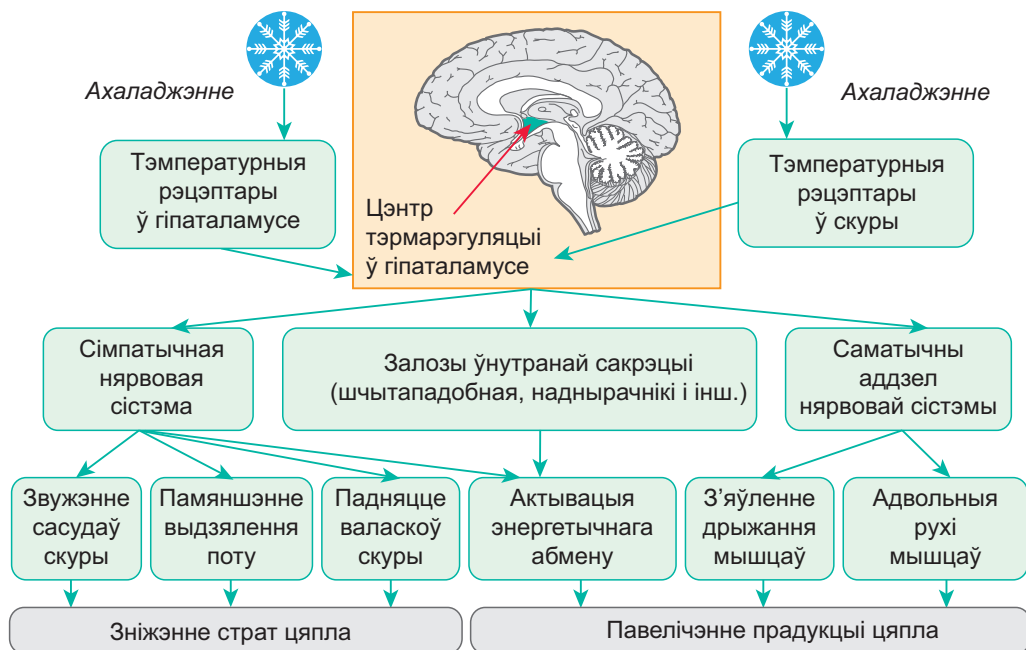 Ахаладжэнне
Ахаладжэнне
Тэмпературныя
рэцэптары
ў гіпаталамусе
Цэнтр
тэрмарэгуляцыі
ў гіпаталамусе
Тэмпературныя
рэцэптары
ў скуры
Сімпатычная
нярвовая
сістэма
Залозы ўнутранай сакрэцыі
(шчытападобная, наднырачнікі і інш.)
Саматычны
аддзел
нярвовай сістэмы
Звужэнне
сасудаў
скуры
Памяншэнне
выдзялення
поту
Падняцце
валаскоў
скуры
Актывацыя
энергетычнага
абмену
З’яўленне
дрыжання
мышцаў
Адвольныя
рухі
мышцаў
Зніжэнне страт цяпла
Павелічэнне прадукцыі цяпла